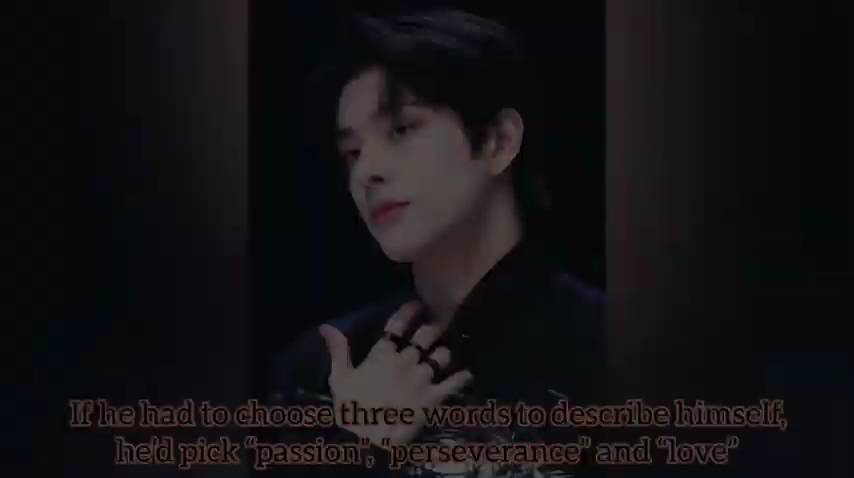 If he had to choose three words to describe himself,
he'd pick "passion", "perseverance" and "love"